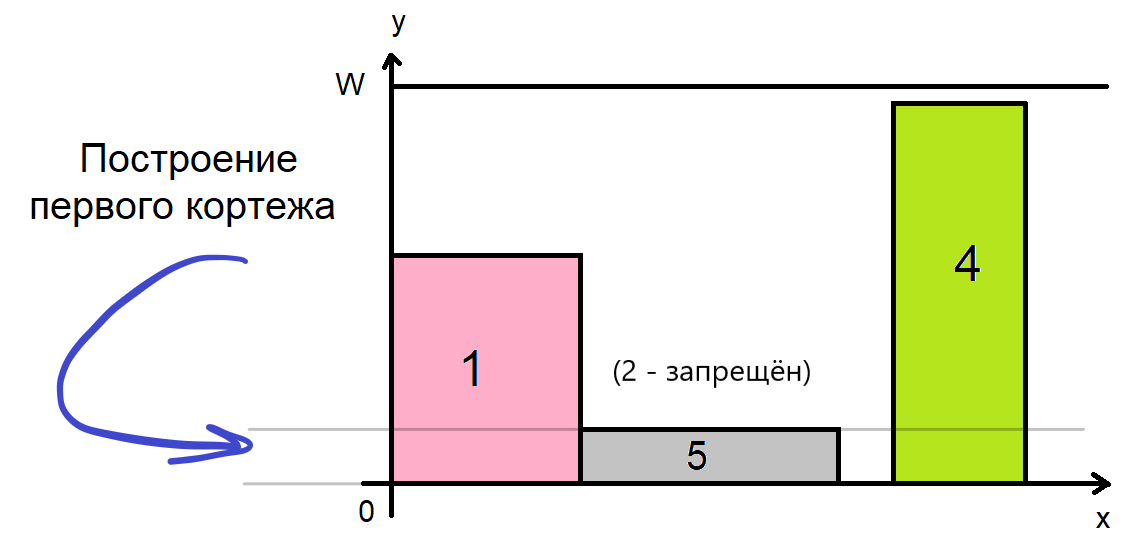 y
W
Построение
первого кортежа
4
1
(2 - запрещён)
5
0
x